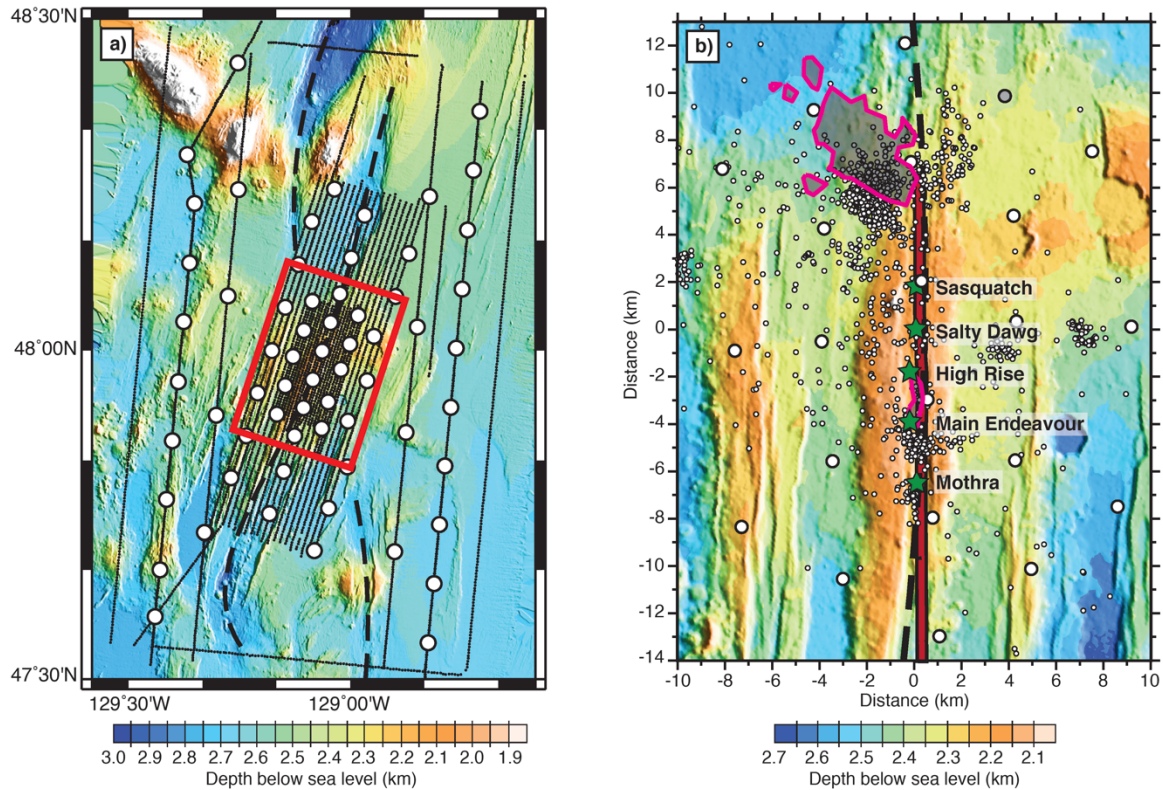 a)
48˚30'N
48˚00'N
47˚30'N
129˚30'W
129˚00'W
3.0 2.9 2.8 2.7 2.6 2.5 2.4 2.3 2.2 2.2 2.0 1.9
Depth below sea level (km)
b)
12
10
8
6
4
2
0
-2
-4
-6
-8
-10
-12
-14
Distance (km)
Sasquatch
Salty Dawg
High Rise
Main Endeavour
Mothra
-10 -8 -6 -4 -2 0 2 4 6 8 10
Distance (km)
2.7 2.6 2.5 2.4 2.3 2.2 2.1
Depth below sea level (km)